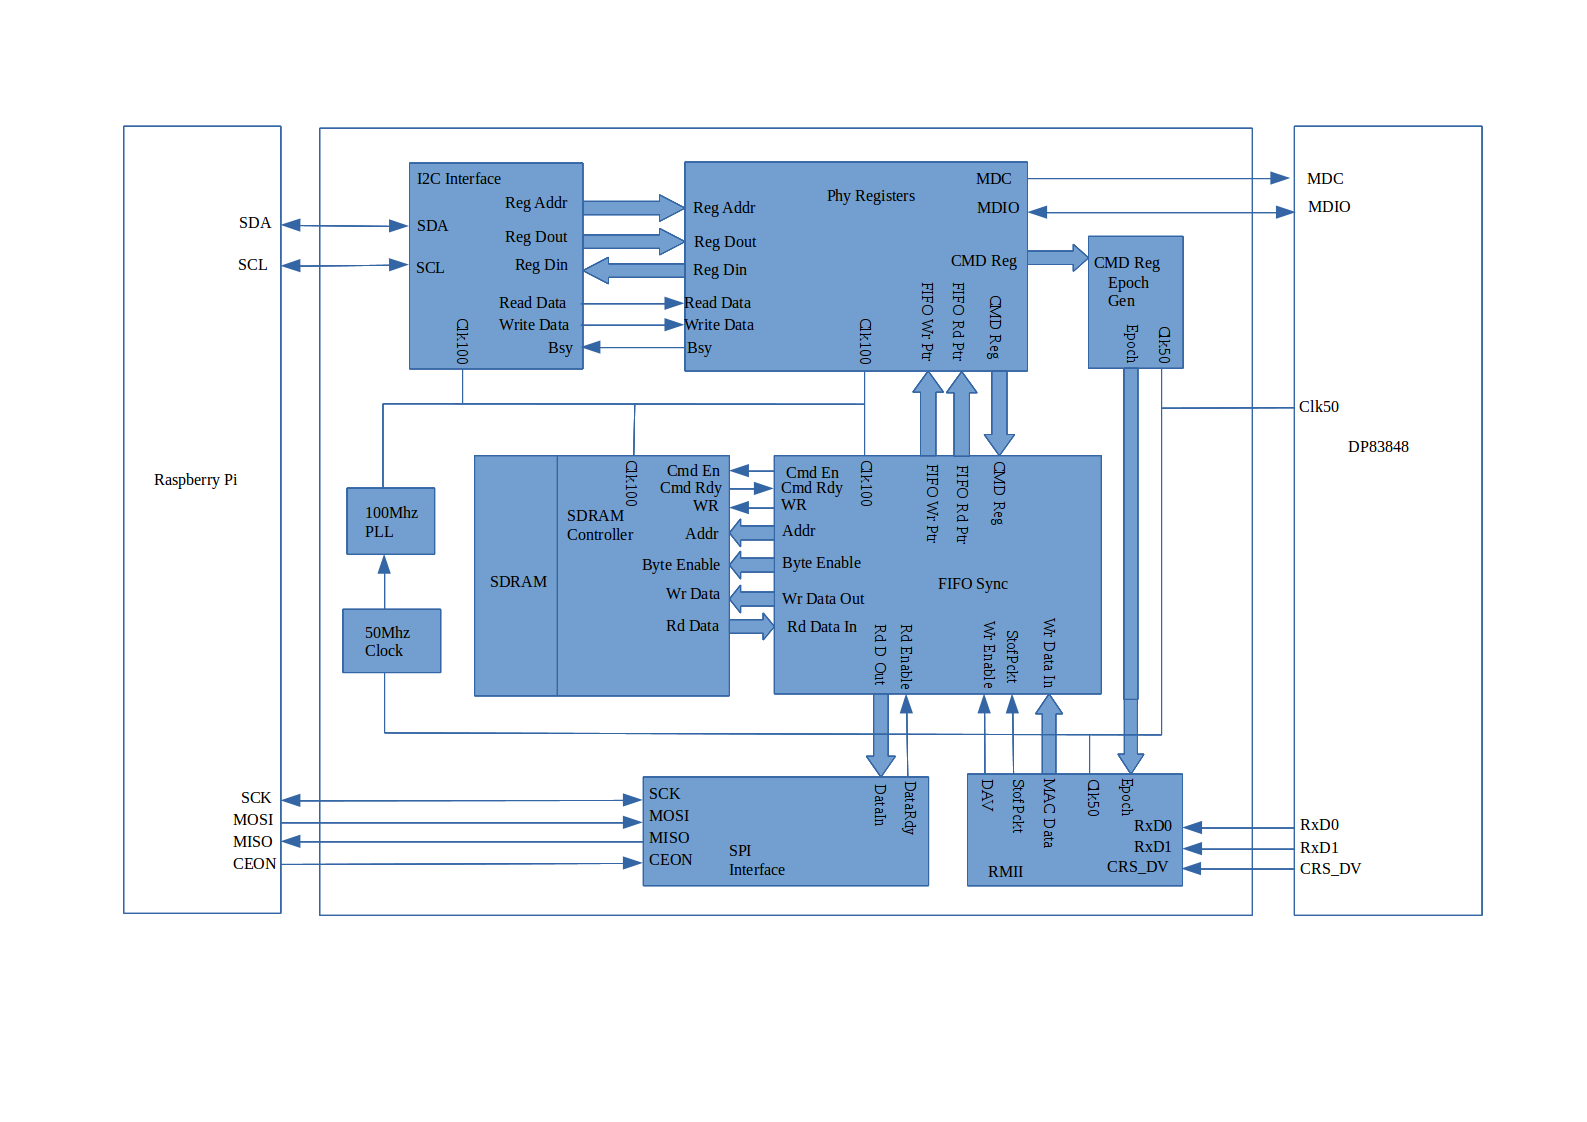 Raspberry Pi
SDA
SCL
SCK
MOSI
MISO
CEON
I2C Interface
SDA
SCL
Reg Addr
Reg Dout
Reg Din
Read Data
Write Data
Bsy
Clk100
Phy Registers
Reg Addr
Reg Dout
Reg Din
Read Data
Write Data
Bsy
Clk100
MDC
MDIO
CMD Reg
FIFO Wr Ptr
FIFO Rd Ptr
CMD Reg
CMD Reg
Epoch
Gen
Epoch
Clk50
100Mhz
PLL
50Mhz
Clock
SDRAM
SDRAM
Controller
Clk100
Cmd En
Cmd Rdy
WR
Addr
Byte Enable
Wr Data
Rd Data
Cmd En
Cmd Rdy
WR
Addr
Byte Enable
Wr Data Out
Rd Data In
Clk100
FIFO Wr Ptr
FIFO Rd Ptr
CMD Reg
FIFO Sync
Rd D Out
Rd Enable
Wr Enable
StofPckt
Wr Data In
SCK
MOSI
MISO
CEON
SPI
Interface
DataIn
DataRdy
DAV
StofPckt
MAC Data
Clk50
Epoch
RxD0
RxD1
CRS_DV
RMII
MDC
MDIO
Clk50
DP83848
RxD0
RxD1
CRS_DV